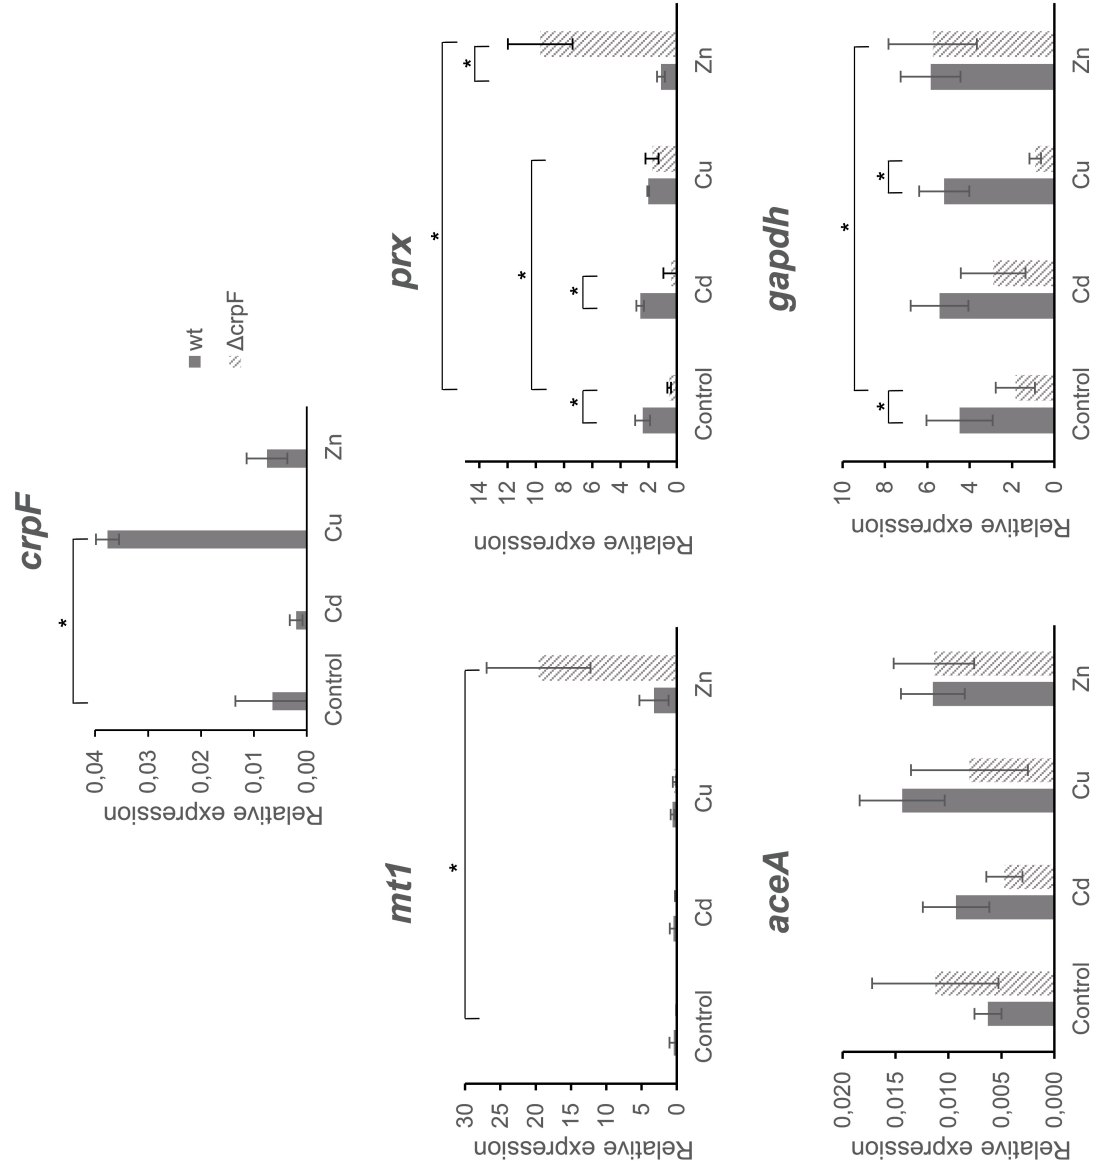 crpF
Relative expression
0,04
0,03
0,02
0,01
0,00
Control
Cd
Cu
Zn
*
wt
ΔcrpF
mt1
Relative expression
30
25
20
15
10
5
0
Control
Cd
Cu
Zn
*
prx
Relative expression
14
12
10
8
6
4
2
0
Control
Cd
Cu
Zn
*
*
*
*
*
aceA
Relative expression
0,020
0,015
0,010
0,005
0,000
Control
Cd
Cu
Zn
gapdh
Relative expression
10
8
6
4
2
0
Control
Cd
Cu
Zn
*
*
*